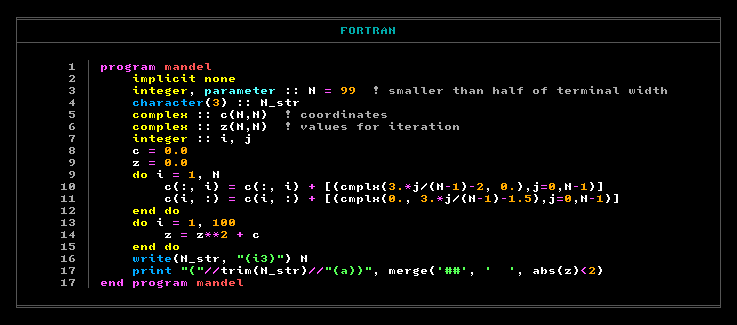 FORTRAN
1 program mandel
2     implicit none
3     integer, parameter :: N = 99  ! smaller than half of terminal width
4     character(3) :: N_str
5     complex :: c(N,N)  ! coordinates
6     complex :: z(N,N)  ! values for iteration
7     integer :: i, j
8     c = 0.0
9     z = 0.0
9     do i = 1, N
10         c(:, i) = c(:, i) + [(cmplx(3.*j/(N-1)-2, 0.),j=0,N-1)]
11         c(i, :) = c(i, :) + [(cmplx(0., 3.*j/(N-1)-1.5),j=0,N-1)]
12     end do
13     do i = 1, 100
14         z = z**2 + c
15     end do
16     write(N_str, "(i3)") N
17     print "("//trim(N_str)//"(a))", merge('##', '  ', abs(z)<2)
17 end program mandel